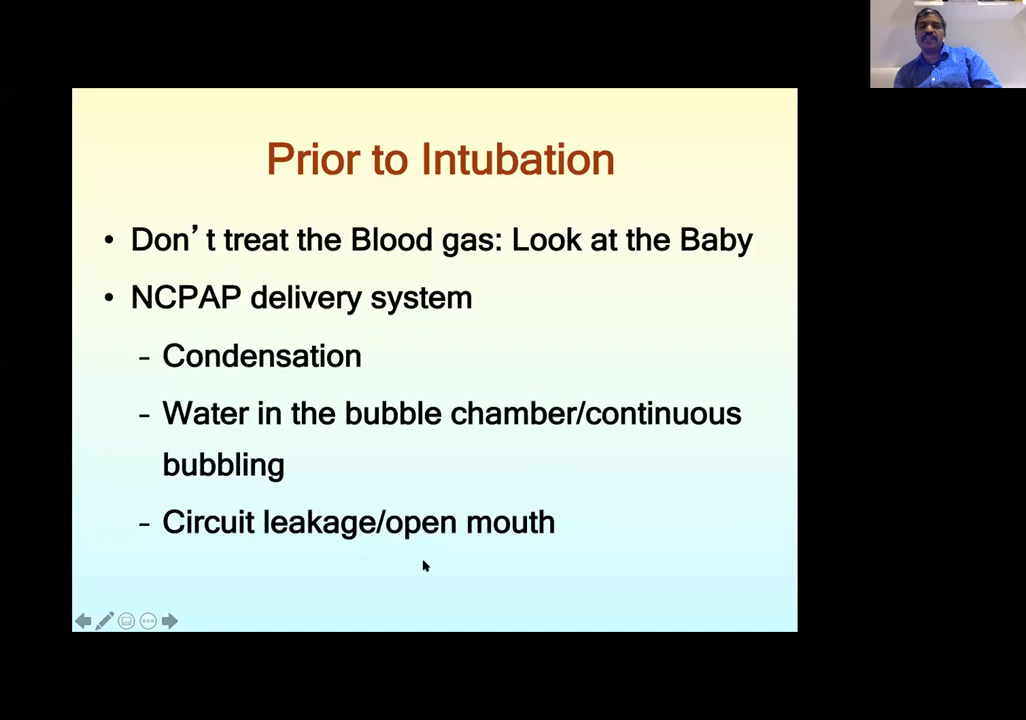 Prior to Intubation
• Don’t treat the Blood gas: Look at the Baby
• NCPAP delivery system
- Condensation
- Water in the bubble chamber/continuous
bubbling
- Circuit leakage/open mouth